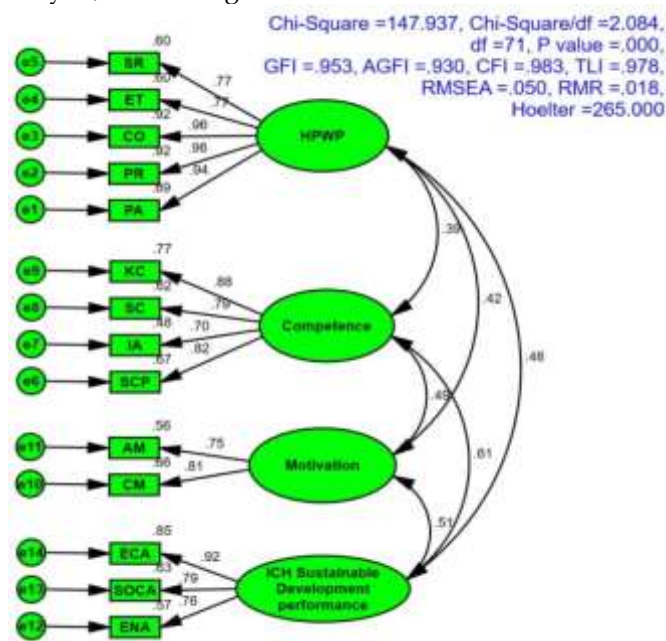 Chi-Square =147.937, Chi-Square/df =2.084,
df =71, P value =.000,
GFI =.953, AGFI =.930, CFI =.983, TLI =.978,
RMSEA =.050, RMR =.018,
Hoelter =265.000
.60
e5 SR
.77
.60
e4 ET
.77
.92
e3 CO
.96
HPWP
.92
e2 PR
.96
.94
.89
e1 PA
.77
.39
e9 KC
.88
.62
e8 SC
.79
.42
.48
e7 IA
.70
Competence
.82
.67
e6 SCP
.48
.49
.56
e11 AM
.75
.61
.66
.81
Motivation
e10 CM
.51
.85
e14 ECA
.92
.63
ICH Sustainable
Development
performance
e13 SOCA
.79
.76
.57
e12 ENA